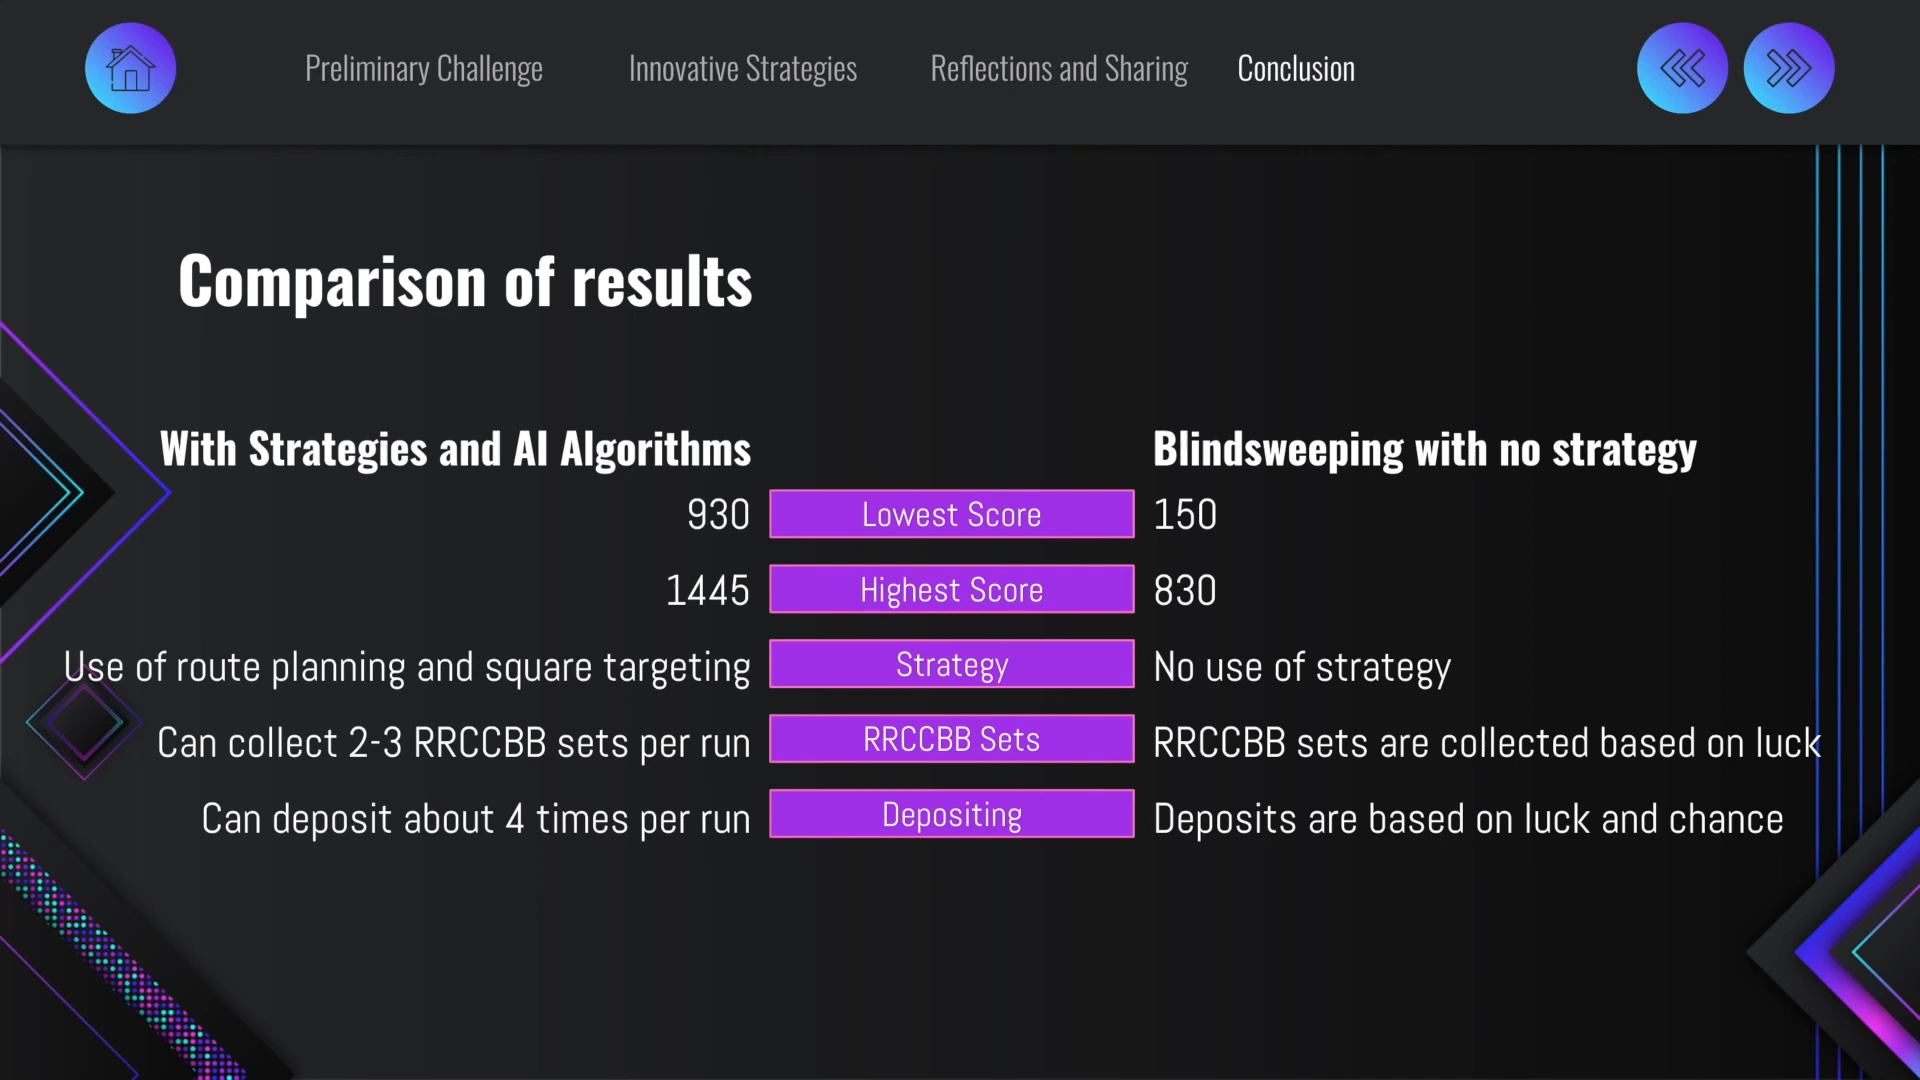 Preliminary Challenge Innovative Strategies Reflections and Sharing Conclusion
Comparison of results
With Strategies and AI Algorithms Blindsweeping with no strategy
930 Lowest Score 150
1445 Highest Score 830
Use of route planning and square targeting Strategy No use of strategy
Can collect 2-3 RRCCBB sets per run RRCCBB Sets RRCCBB sets are collected based on luck
Can deposit about 4 times per run Depositing Deposits are based on luck and chance